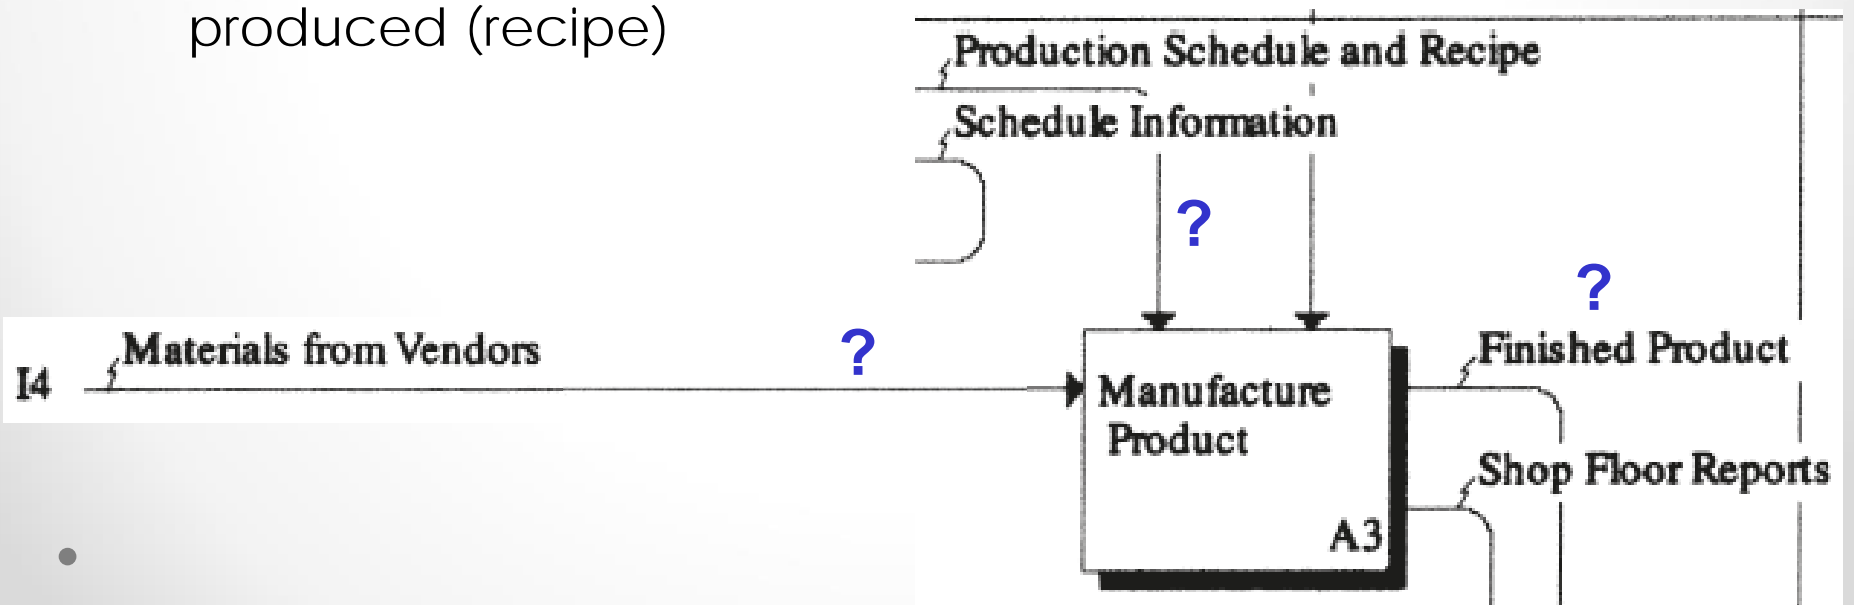 produced (recipe)
Production Schedule and Recipe
Schedule Information
?
?
Materials from Vendors
?
Finished Product
I4
Manufacture
Product
Shop Floor Reports
A3